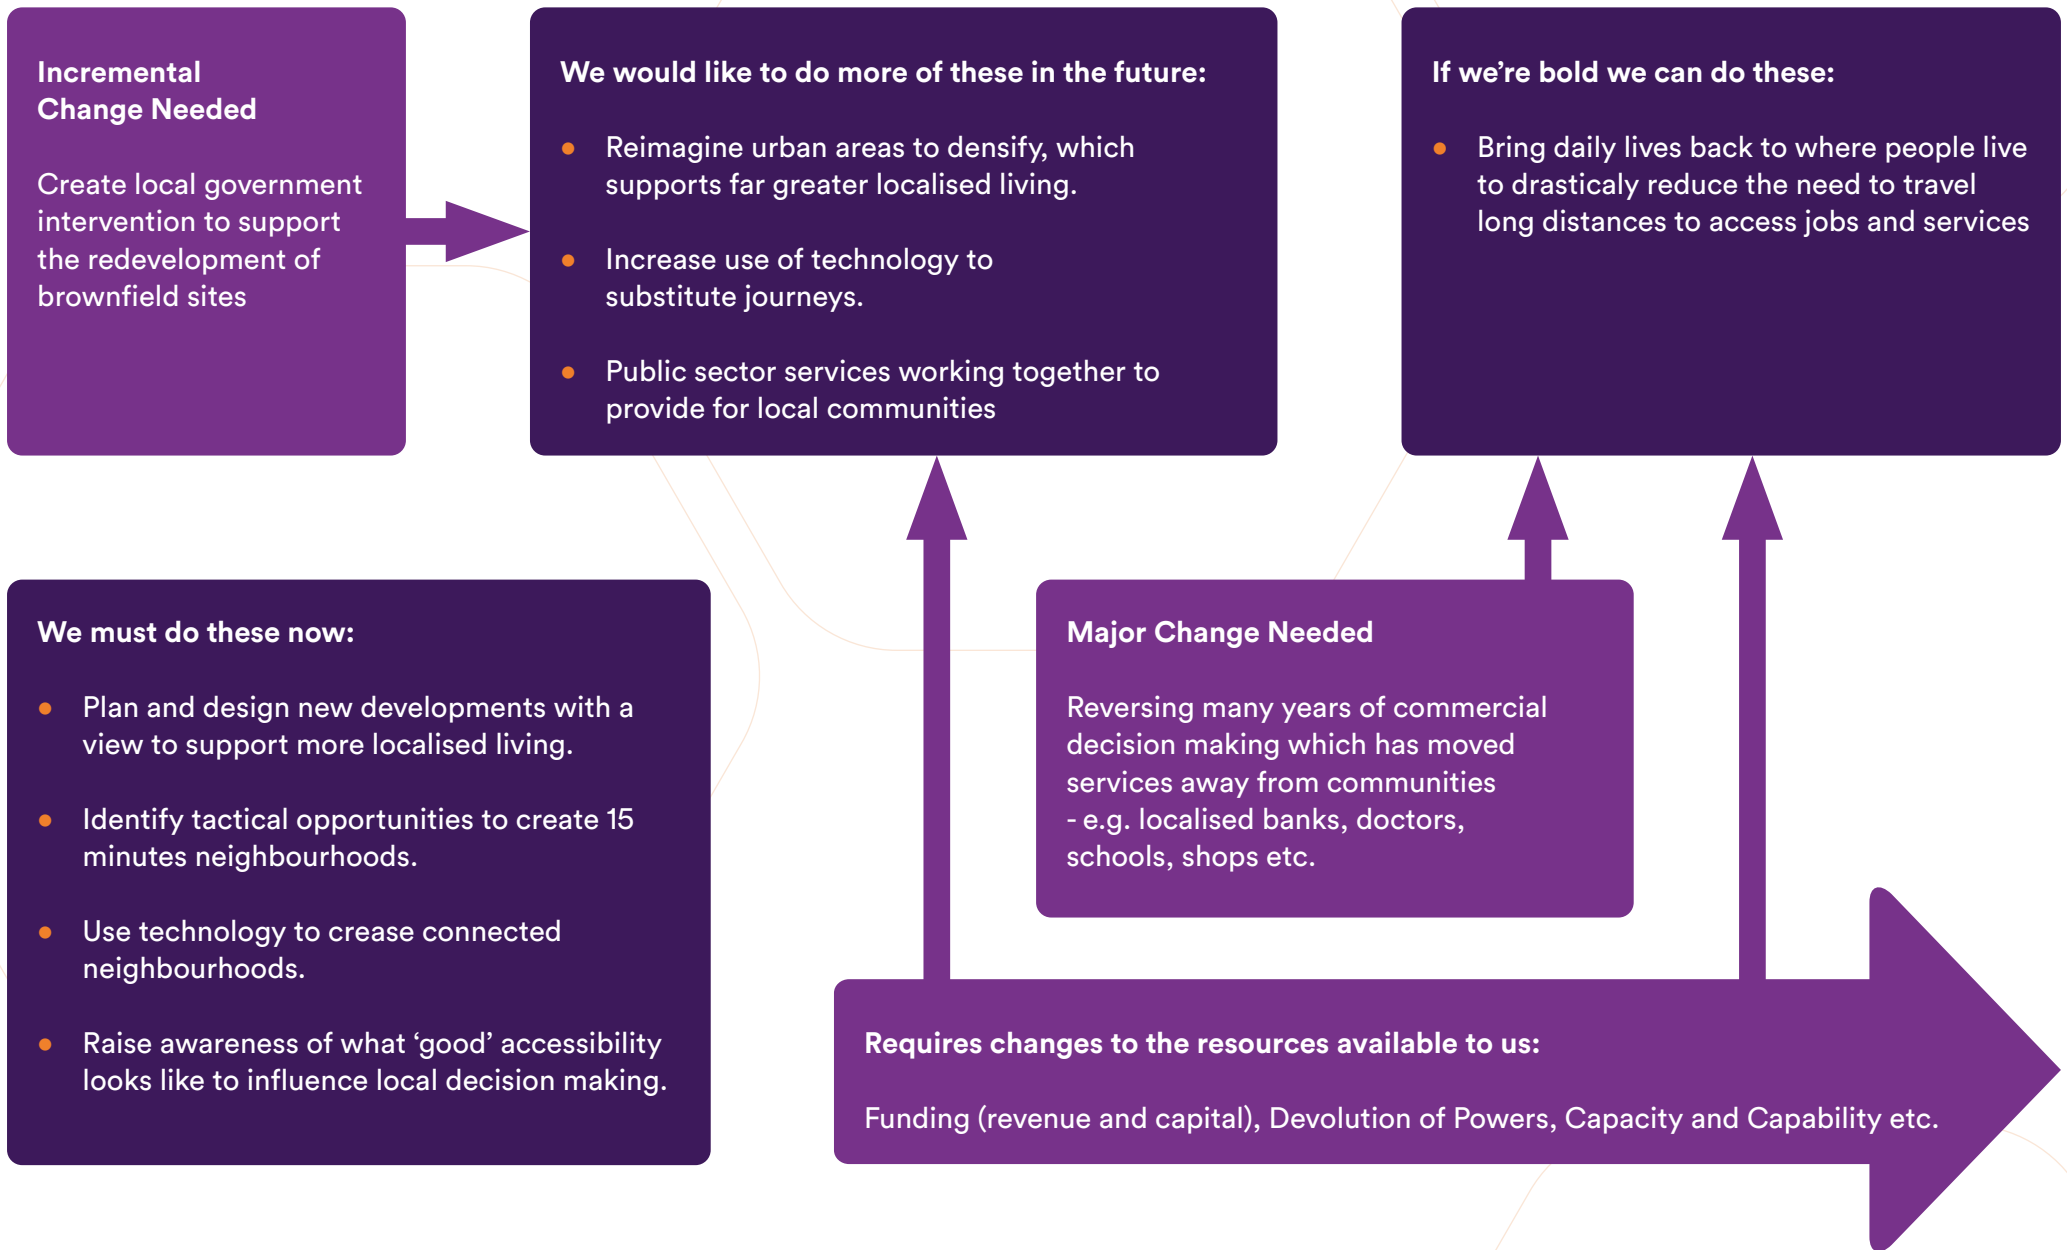 Incremental
Change Needed
Create local government
intervention to support
the redevelopment of
brownfield sites
We would like to do more of these in the future:
• Reimagine urban areas to densify, which
supports far greater localised living.
• Increase use of technology to
substitute journeys.
• Public sector services working together to
provide for local communities
If we're bold we can do these:
• Bring daily lives back to where people live
to drasticaly reduce the need to travel
long distances to access jobs and services
We must do these now:
• Plan and design new developments with a
view to support more localised living.
• Identify tactical opportunities to create 15
minutes neighbourhoods.
• Use technology to crease connected
neighbourhoods.
• Raise awareness of what ‘good’ accessibility
looks like to influence local decision making.
Major Change Needed
Reversing many years of commercial
decision making which has moved
services away from communities
- e.g. localised banks, doctors,
schools, shops etc.
Requires changes to the resources available to us:
Funding (revenue and capital), Devolution of Powers, Capacity and Capability etc.